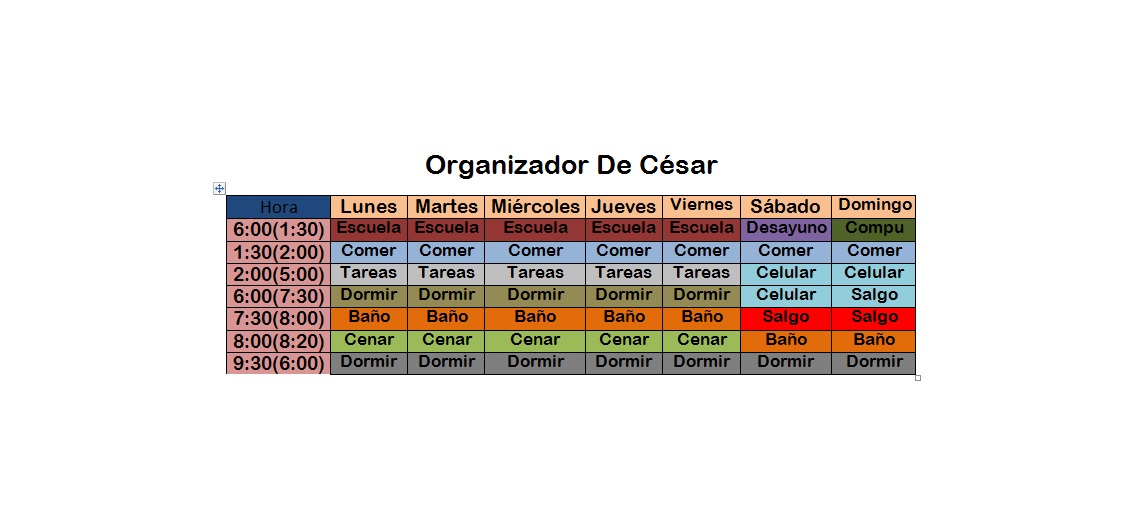 Organizador De César
Hora Lunes Martes Miércoles Jueves Viernes Sábado Domingo
6:00(1:30) Escuela Escuela Escuela Escuela Escuela Desayuno Compu
1:30(2:00) Comer Comer Comer Comer Comer Comer Comer
2:00(5:00) Tareas Tareas Tareas Tareas Tareas Celular Celular
6:00(7:30) Dormir Dormir Dormir Dormir Dormir Celular Salgo
7:30(8:00) Baño Baño Baño Baño Baño Salgo Salgo
8:00(8:20) Cenar Cenar Cenar Cenar Cenar Baño Baño
9:30(6:00) Dormir Dormir Dormir Dormir Dormir Dormir Dormir